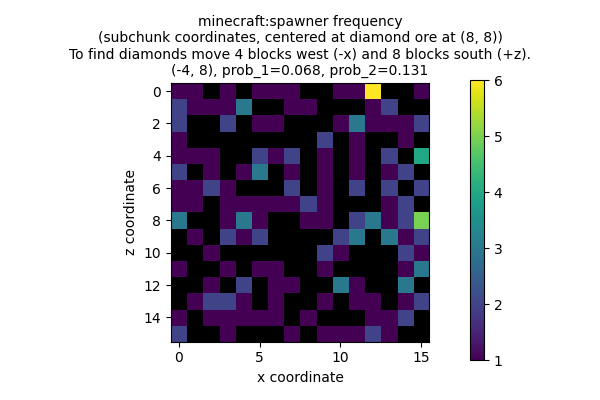 minecraft:spawner frequency
(subchunk coordinates, centered at diamond ore at (8, 8))
To find diamonds move 4 blocks west (-x) and 8 blocks south (+z).
(-4, 8), prob_1=0.068, prob_2=0.131
0
2
4
6
8
10
12
14
z coordinate
0 5 10 15
x coordinate
6
5
4
3
2
1